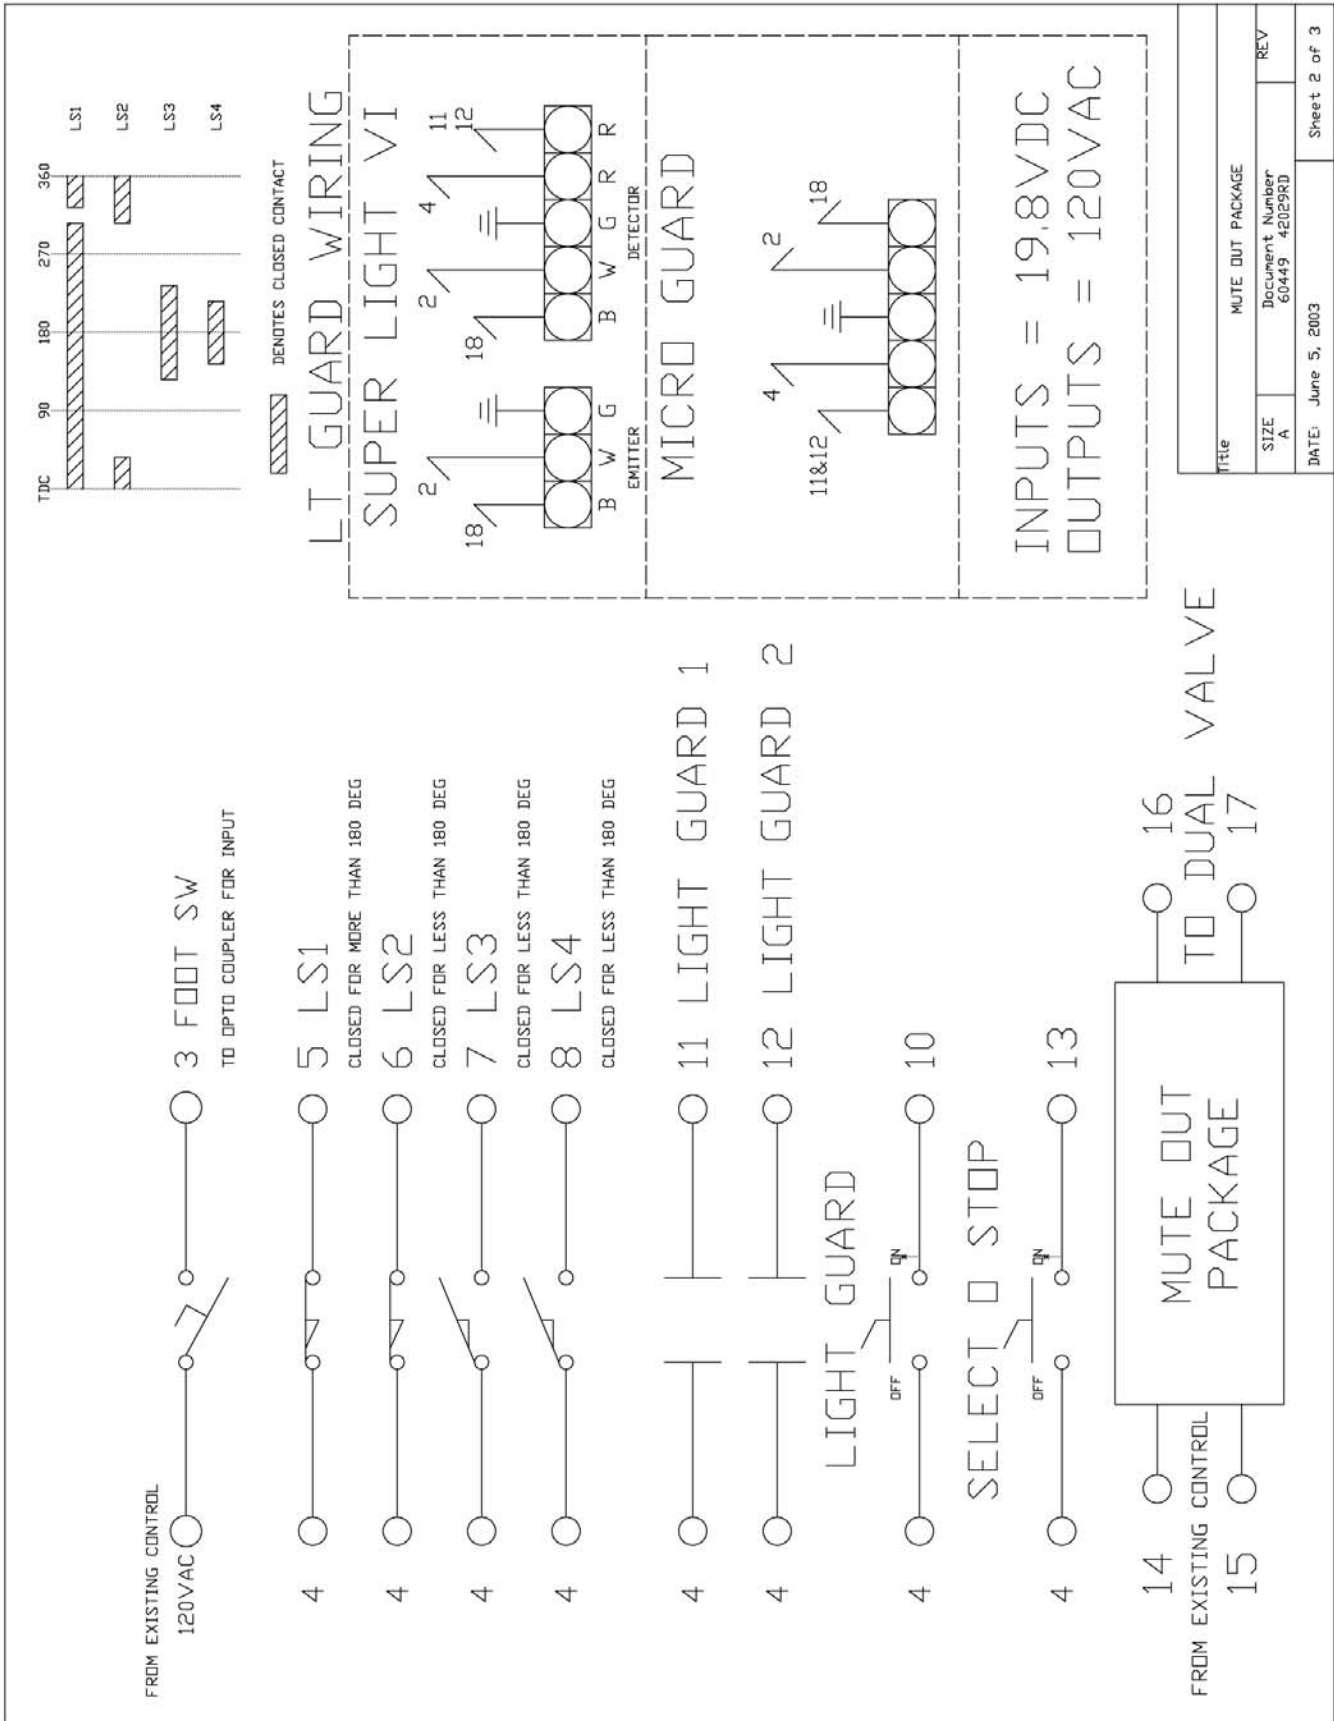 FROM EXISTING CONTROL
120VAC
3 FOOT SW
TO OPTO COUPLER FOR INPUT
4
5 LS1
CLOSED FOR MORE THAN 180 DEG
4
6 LS2
CLOSED FOR LESS THAN 180 DEG
4
7 LS3
CLOSED FOR LESS THAN 180 DEG
4
8 LS4
CLOSED FOR LESS THAN 180 DEG
4
11 LIGHT GUARD 1
4
12 LIGHT GUARD 2
LIGHT GUARD
OFF
ON
4
10
SELECT O STOP
OFF
ON
4
13
14
FROM EXISTING CONTROL
15
MUTE OUT
PACKAGE
16
TO DUAL VALVE
17
TDC 90 180 270 360
LS1
LS2
LS3
LS4
DENOTES CLOSED CONTACT
LT GUARD WIRING
SUPER LIGHT VI
18 2
18 2 4 11
12
B W G
B W G R R
EMITTER
DETECTOR
MICRO GUARD
11&12 4 2 18
INPUTS = 19.8VDC
OUTPUTS = 120VAC
Title
MUTE OUT PACKAGE
SIZE
A
Document Number
60449 42029RD
REV
DATE: June 5, 2003
Sheet 2 of 3